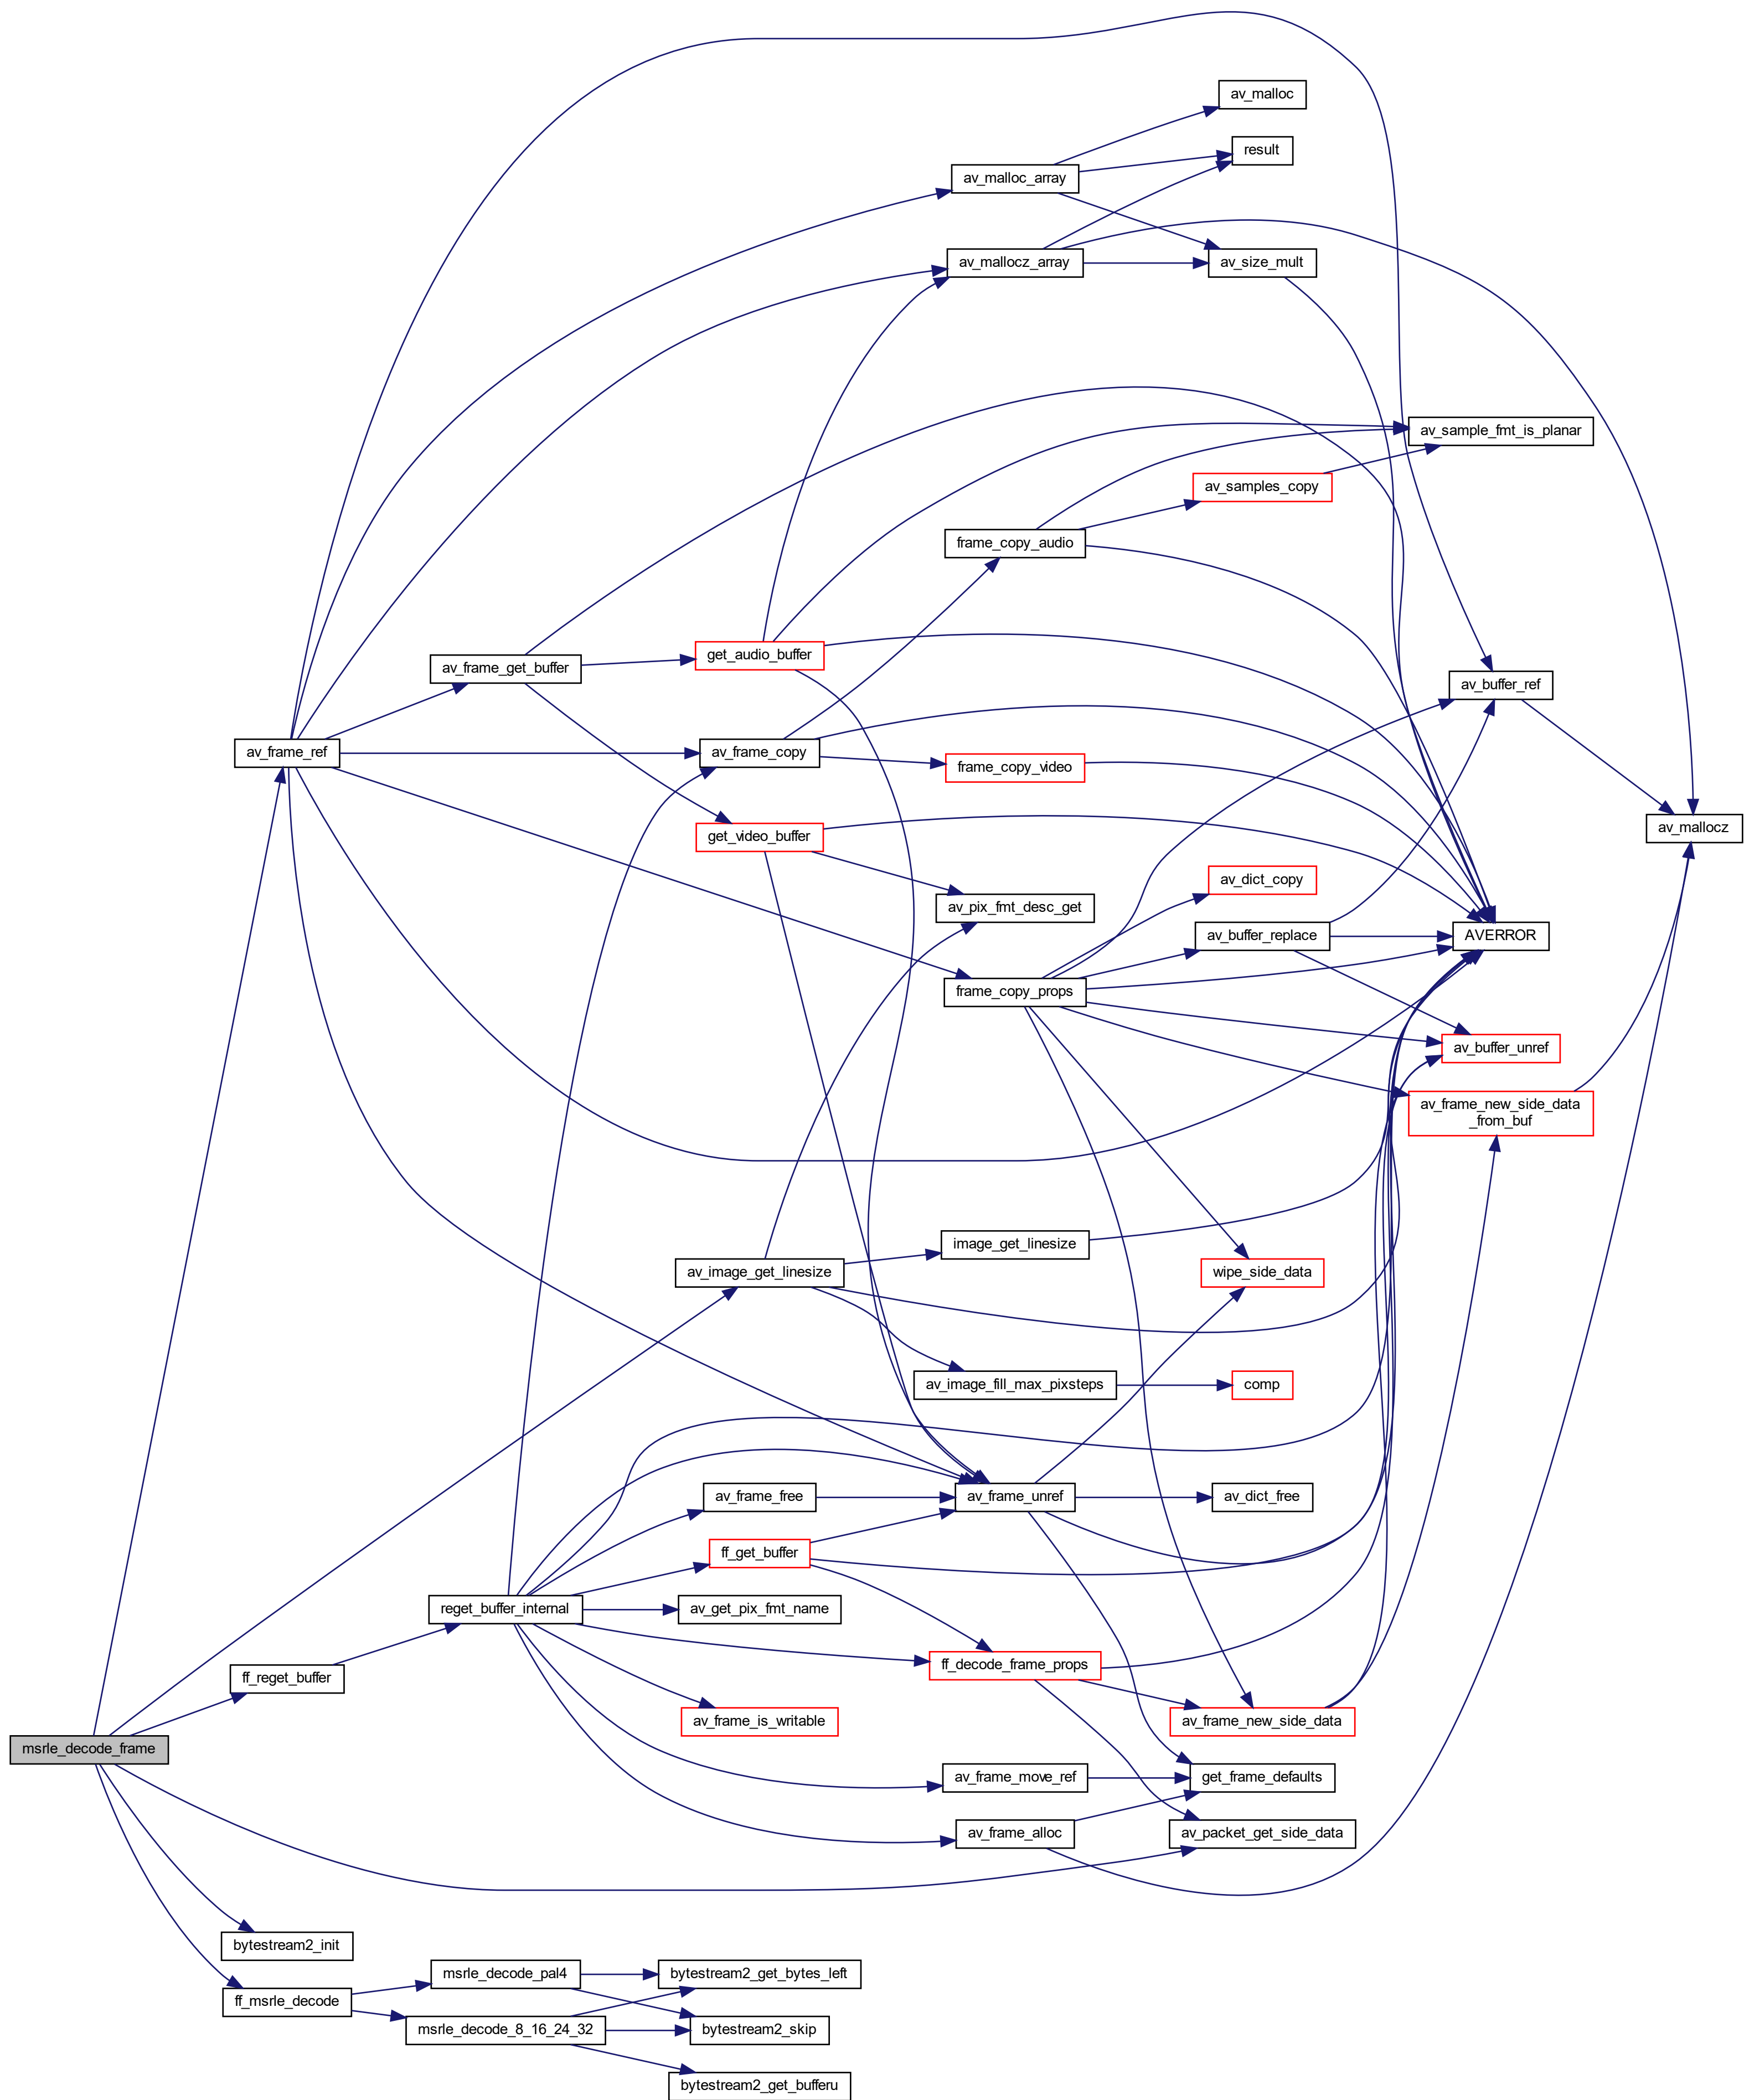 av_malloc
result
av_malloc_array
av_mallocz_array
av_size_mult
av_sample_fmt_is_planar
av_samples_copy
frame_copy_audio
get_audio_buffer
av_frame_get_buffer
av_buffer_ref
av_frame_ref
av_frame_copy
frame_copy_video
get_video_buffer
av_mallocz
av_dict_copy
av_pix_fmt_desc_get
av_buffer_replace
AVERROR
frame_copy_props
av_buffer_unref
av_frame_new_side_data
_from_buf
image_get_linesize
av_image_get_linesize
wipe_side_data
av_image_fill_max_pixsteps
comp
av_frame_free
av_frame_unref
av_dict_free
ff_get_buffer
reget_buffer_internal
av_get_pix_fmt_name
ff_decode_frame_props
ff_reget_buffer
av_frame_is_writable
av_frame_new_side_data
msrle_decode_frame
av_frame_move_ref
get_frame_defaults
av_frame_alloc
av_packet_get_side_data
bytestream2_init
msrle_decode_pal4
bytestream2_get_bytes_left
ff_msrle_decode
msrle_decode_8_16_24_32
bytestream2_skip
bytestream2_get_bufferu